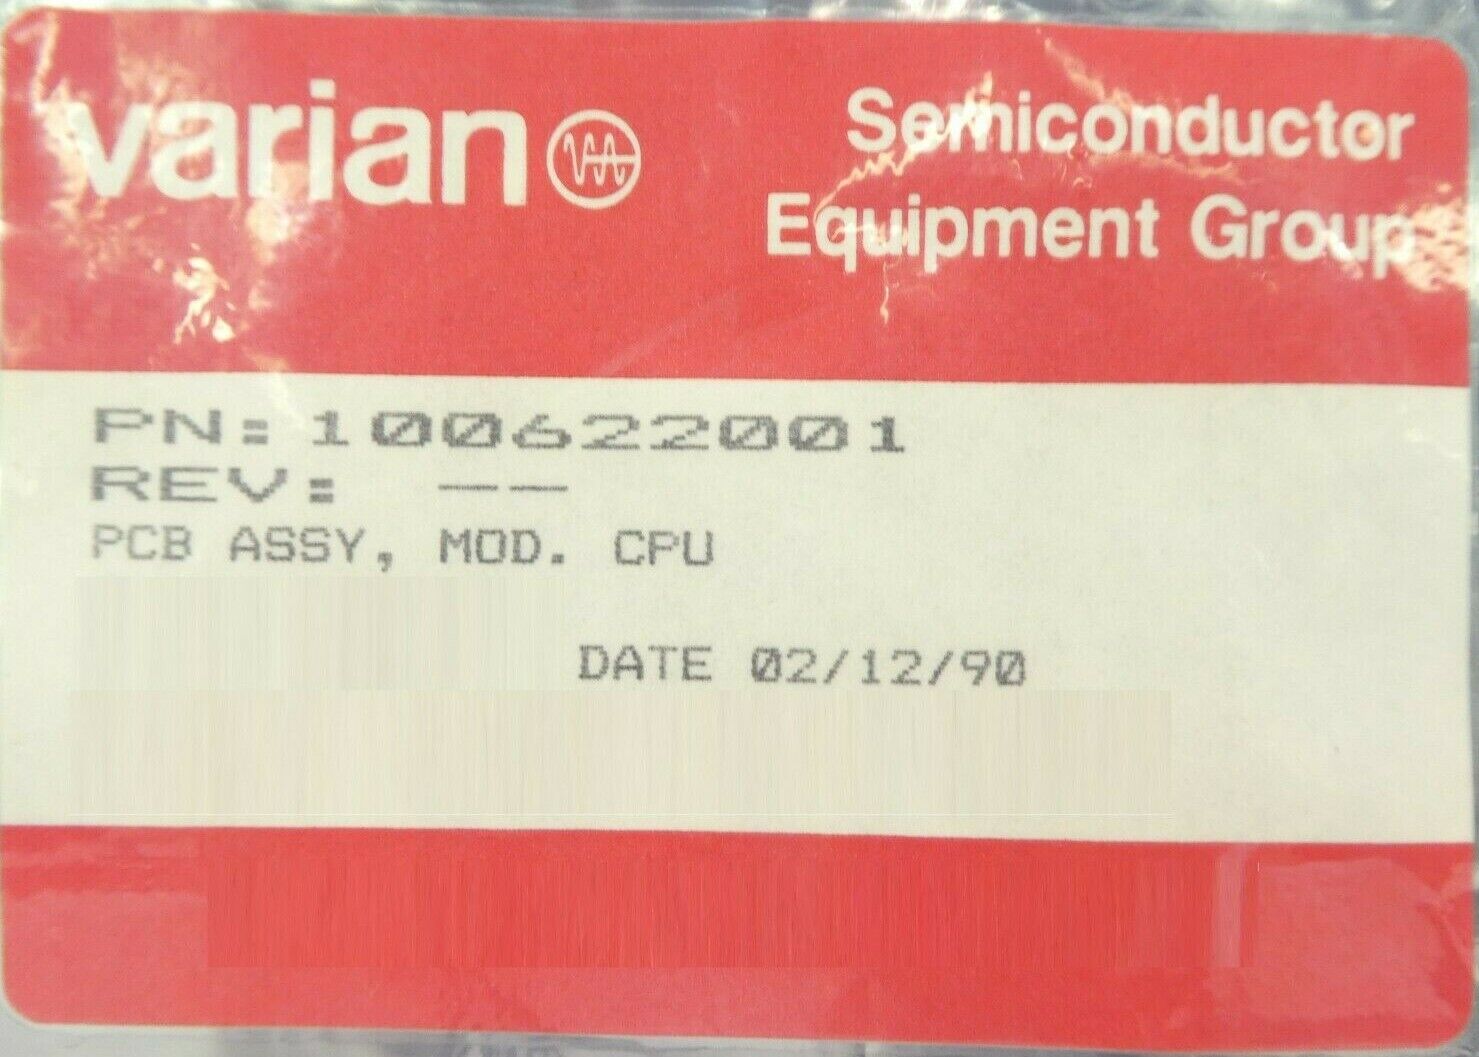 varian
Semiconductor
Equipment Group
PN: 100622001
REV: --
PCB ASSY, MOD. CPU
DATE 02/12/90